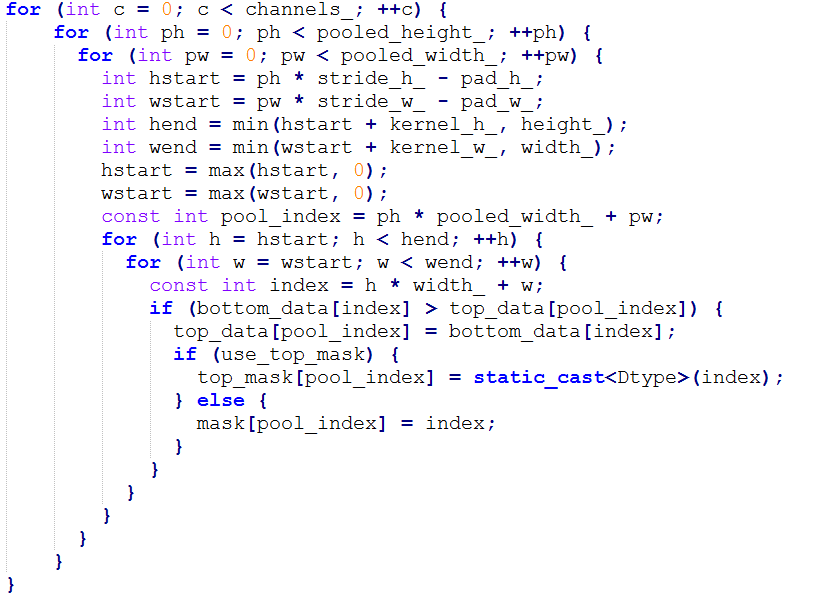 for (int c = 0; c < channels_; ++c) {
    for (int ph = 0; ph < pooled_height_; ++ph) {
      for (int pw = 0; pw < pooled_width_; ++pw) {
        int hstart = ph * stride_h_ - pad_h_;
        int wstart = pw * stride_w_ - pad_w_;
        int hend = min(hstart + kernel_h_, height_);
        int wend = min(wstart + kernel_w_, width_);
        hstart = max(hstart, 0);
        wstart = max(wstart, 0);
        const int pool_index = ph * pooled_width_ + pw;
        for (int h = hstart; h < hend; ++h) {
          for (int w = wstart; w < wend; ++w) {
            const int index = h * width_ + w;
            if (bottom_data[index] > top_data[pool_index]) {
              top_data[pool_index] = bottom_data[index];
              if (use_top_mask) {
                top_mask[pool_index] = static_cast<Dtype>(index);
              } else {
                mask[pool_index] = index;
              }
            }
          }
        }
      }
    }
}